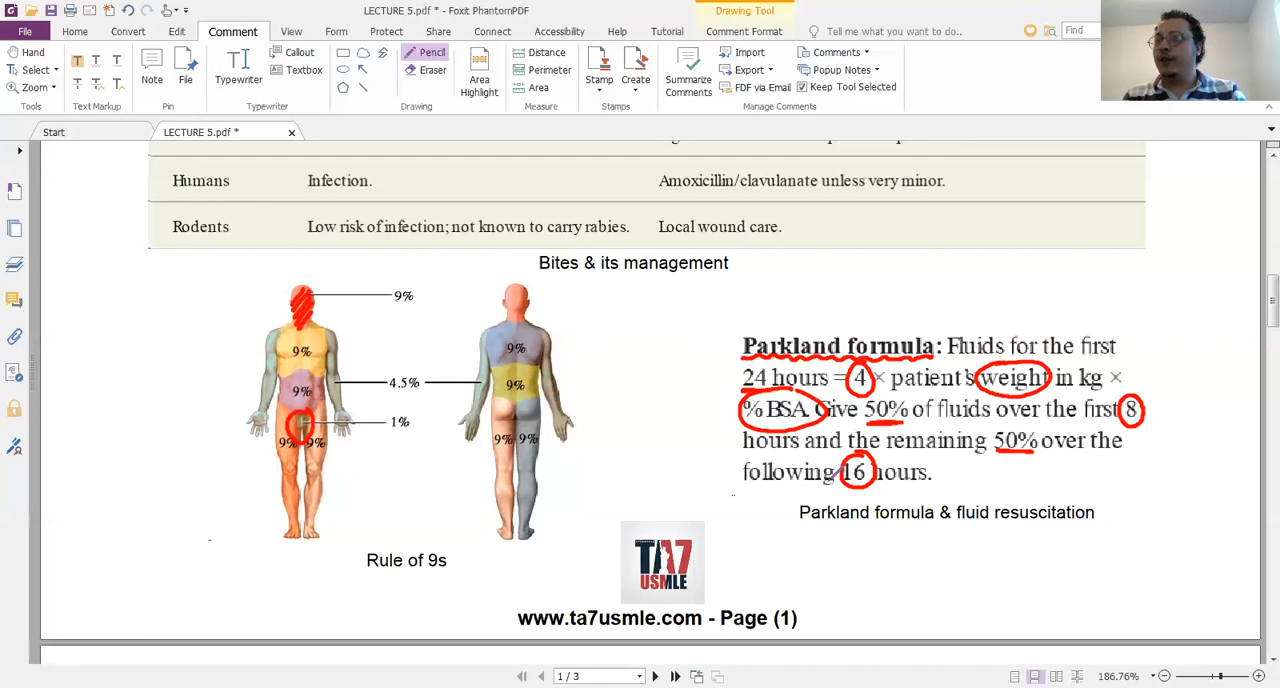 LECTURE 5.pdf * - Foxit PhantomPDF
Drawing Tool
File Home Convert Edit Comment View Form Protect Share Connect Accessibility Help Tutorial Comment Format Tell me what you want to do.. Find
Hand
Select
Zoom
Tools
Text Markup
Note
File
Pin
Typewriter
Callout
Textbox
Typewriter
Pencil
Eraser
Drawing
Area Highlight
Distance
Perimeter
Area
Measure
Stamp
Create
Stamps
Summarize Comments
Import
Export
FDF via Email
Comments
Popup Notes
Keep Tool Selected
Manage Comments
Start
LECTURE 5.pdf *
Humans Infection. Amoxicillin/clavulanate unless very minor.
Rodents Low risk of infection; not known to carry rabies. Local wound care.
Bites & its management
9%
9%
9%
9%
9%
4.5%
1%
9% 9%
9% 9%
Rule of 9s
Parkland formula: Fluids for the first
24 hours = 4 × patient's weight in kg ×
% BSA. Give 50% of fluids over the first 8
hours and the remaining 50% over the
following 16 hours.
Parkland formula & fluid resuscitation
TA7
USMLE
www.ta7usmle.com - Page (1)
1 / 3
186.76%